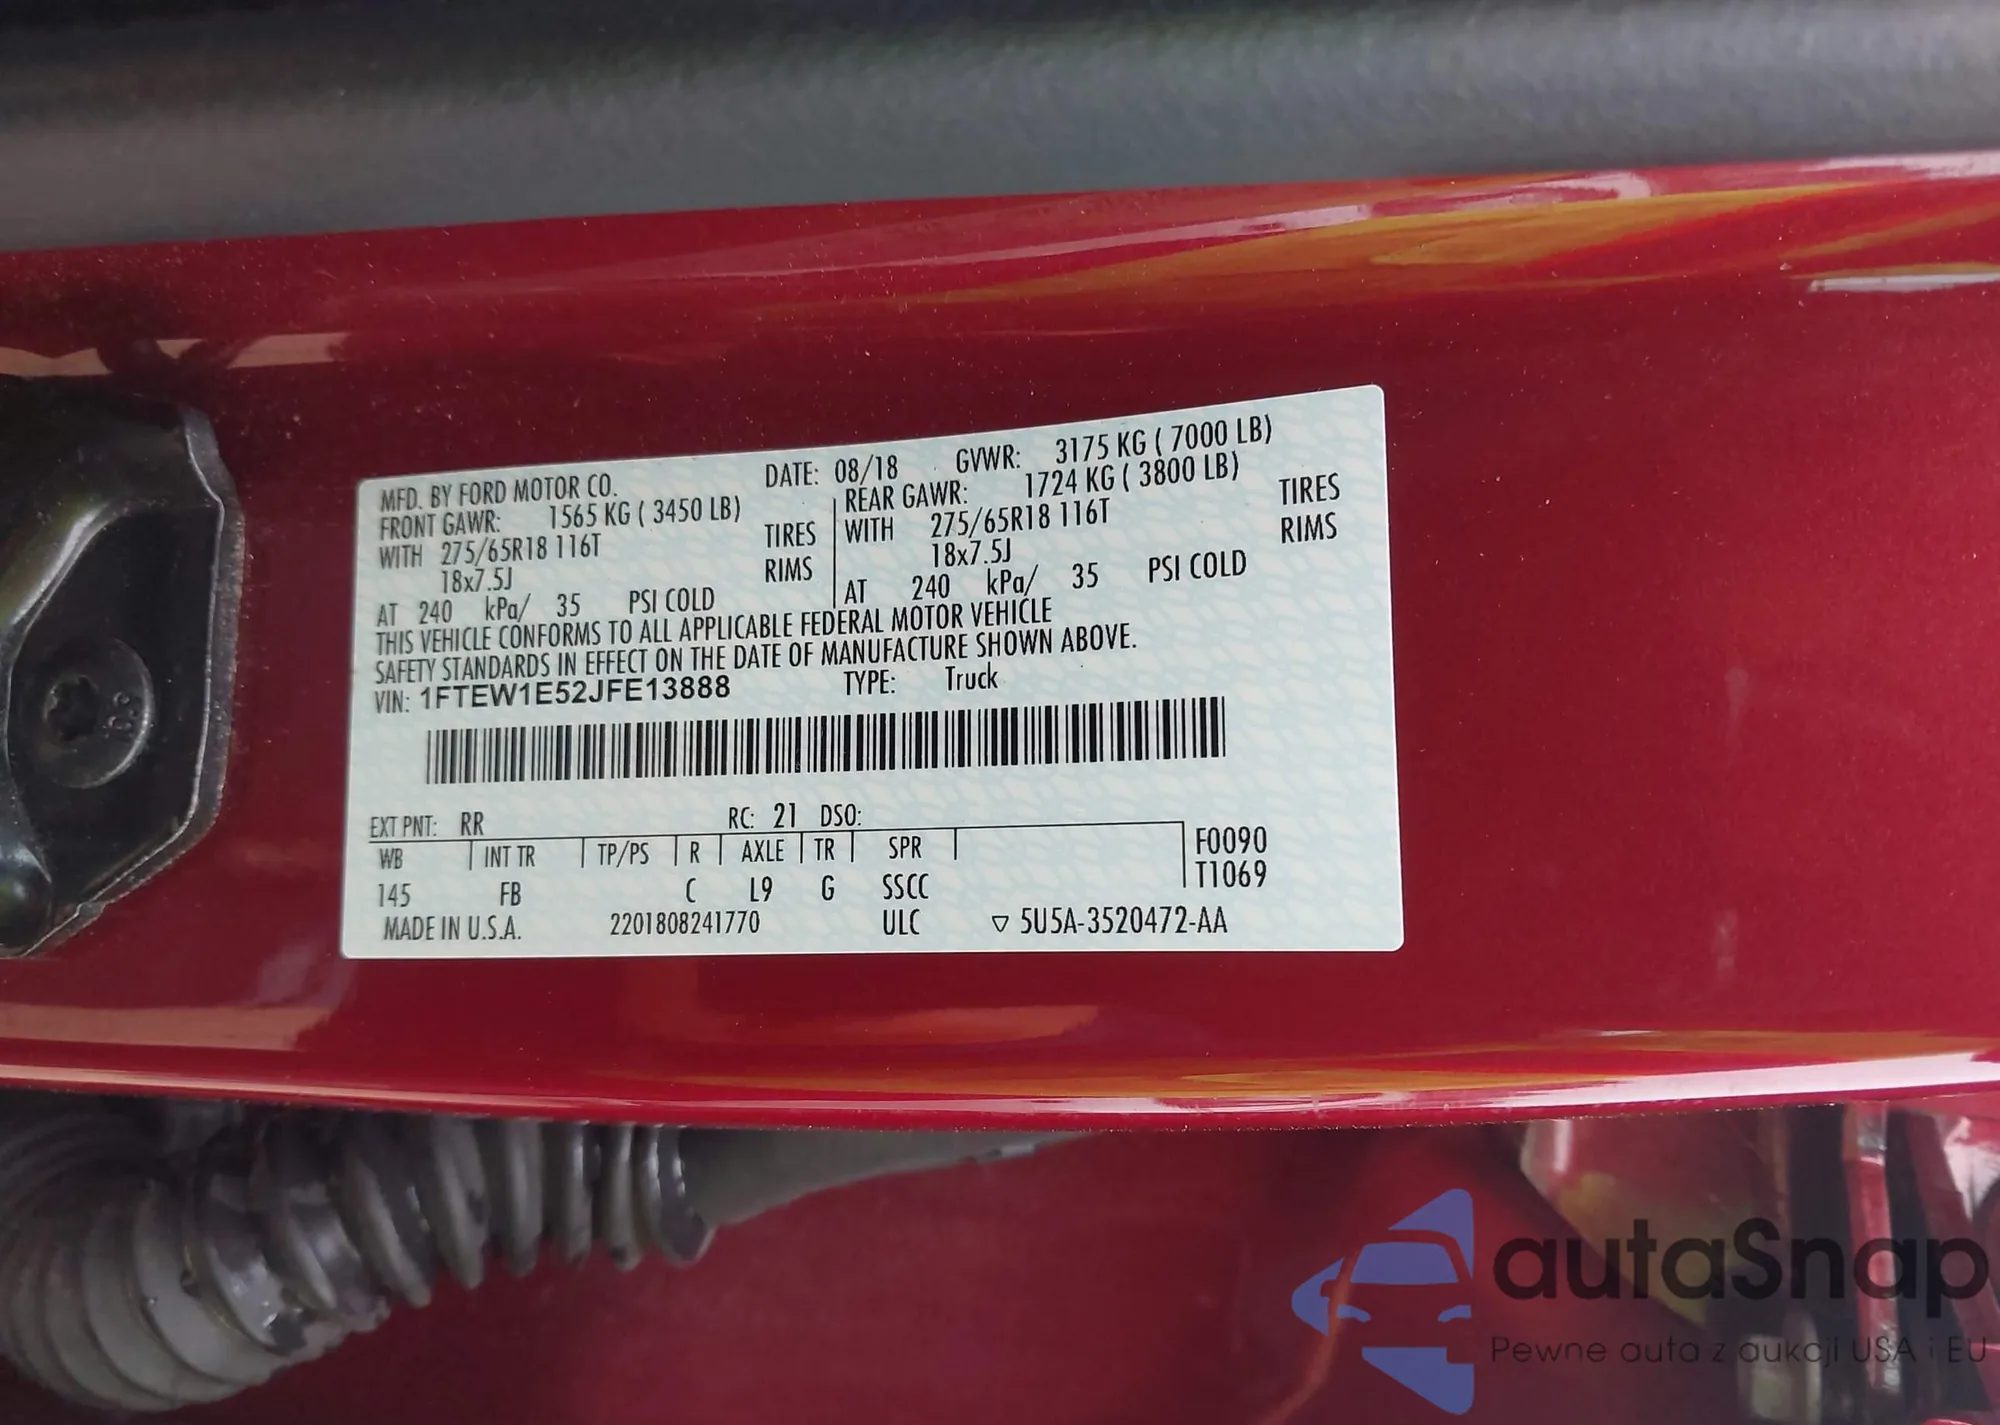 MFD. BY FORD MOTOR CO. DATE: 08/18 GVWR: 3175 KG ( 7000 LB)
FRONT GAWR: 1565 KG ( 3450 LB) REAR GAWR: 1724 KG ( 3800 LB)
WITH 275/65R18 116T TIRES WITH 275/65R18 116T TIRES
18x7.5J RIMS 18x7.5J RIMS
AT 240 kPa/ 35 PSI COLD AT 240 kPa/ 35 PSI COLD
THIS VEHICLE CONFORMS TO ALL APPLICABLE FEDERAL MOTOR VEHICLE
SAFETY STANDARDS IN EFFECT ON THE DATE OF MANUFACTURE SHOWN ABOVE.
VIN: 1FTEW1E52JFE13888 TYPE: Truck
EXT PNT: RR RC: 21 DSO:
WB INT TR TP/PS R AXLE TR SPR F0090
145 FB C L9 G SSCC T1069
MADE IN U.S.A. 2201808241770 ULC ▽ 5U5A-3520472-AA
autaSnap
Pewne auta z aukcji USA i EU